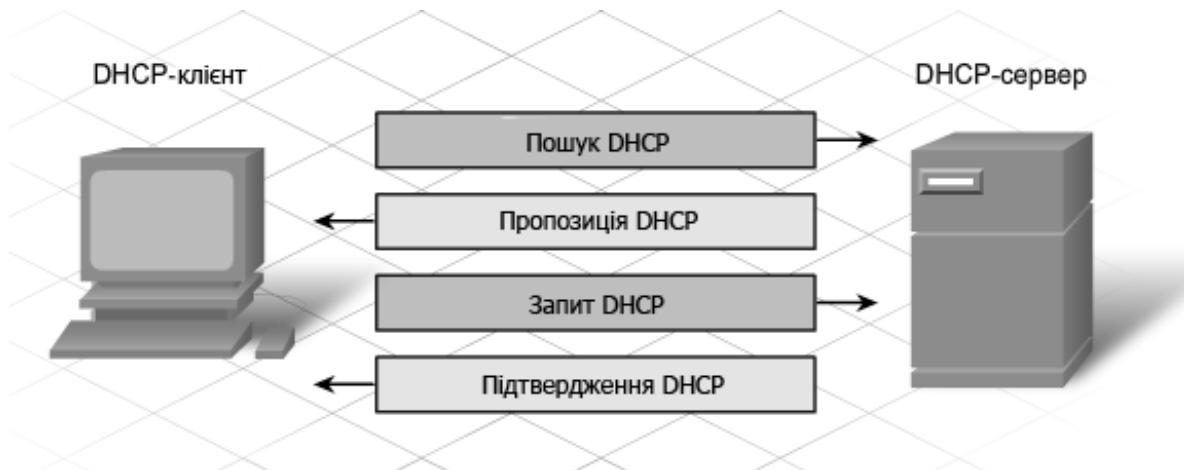 DHCP-клієнт
DHCP-сервер
Пошук DHCP
Пропозиція DHCP
Запит DHCP
Підтвердження DHCP